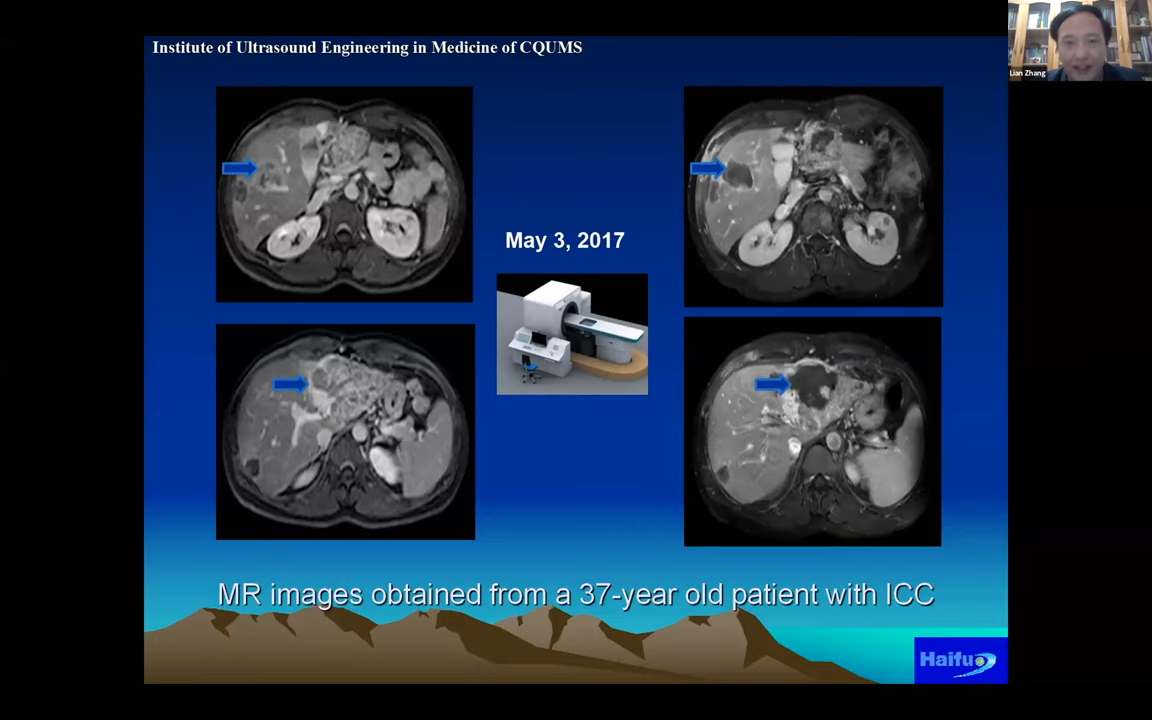 Institute of Ultrasound Engineering in Medicine of CQUMS
Lian Zhang
May 3, 2017
MR images obtained from a 37-year old patient with ICC
Haifu